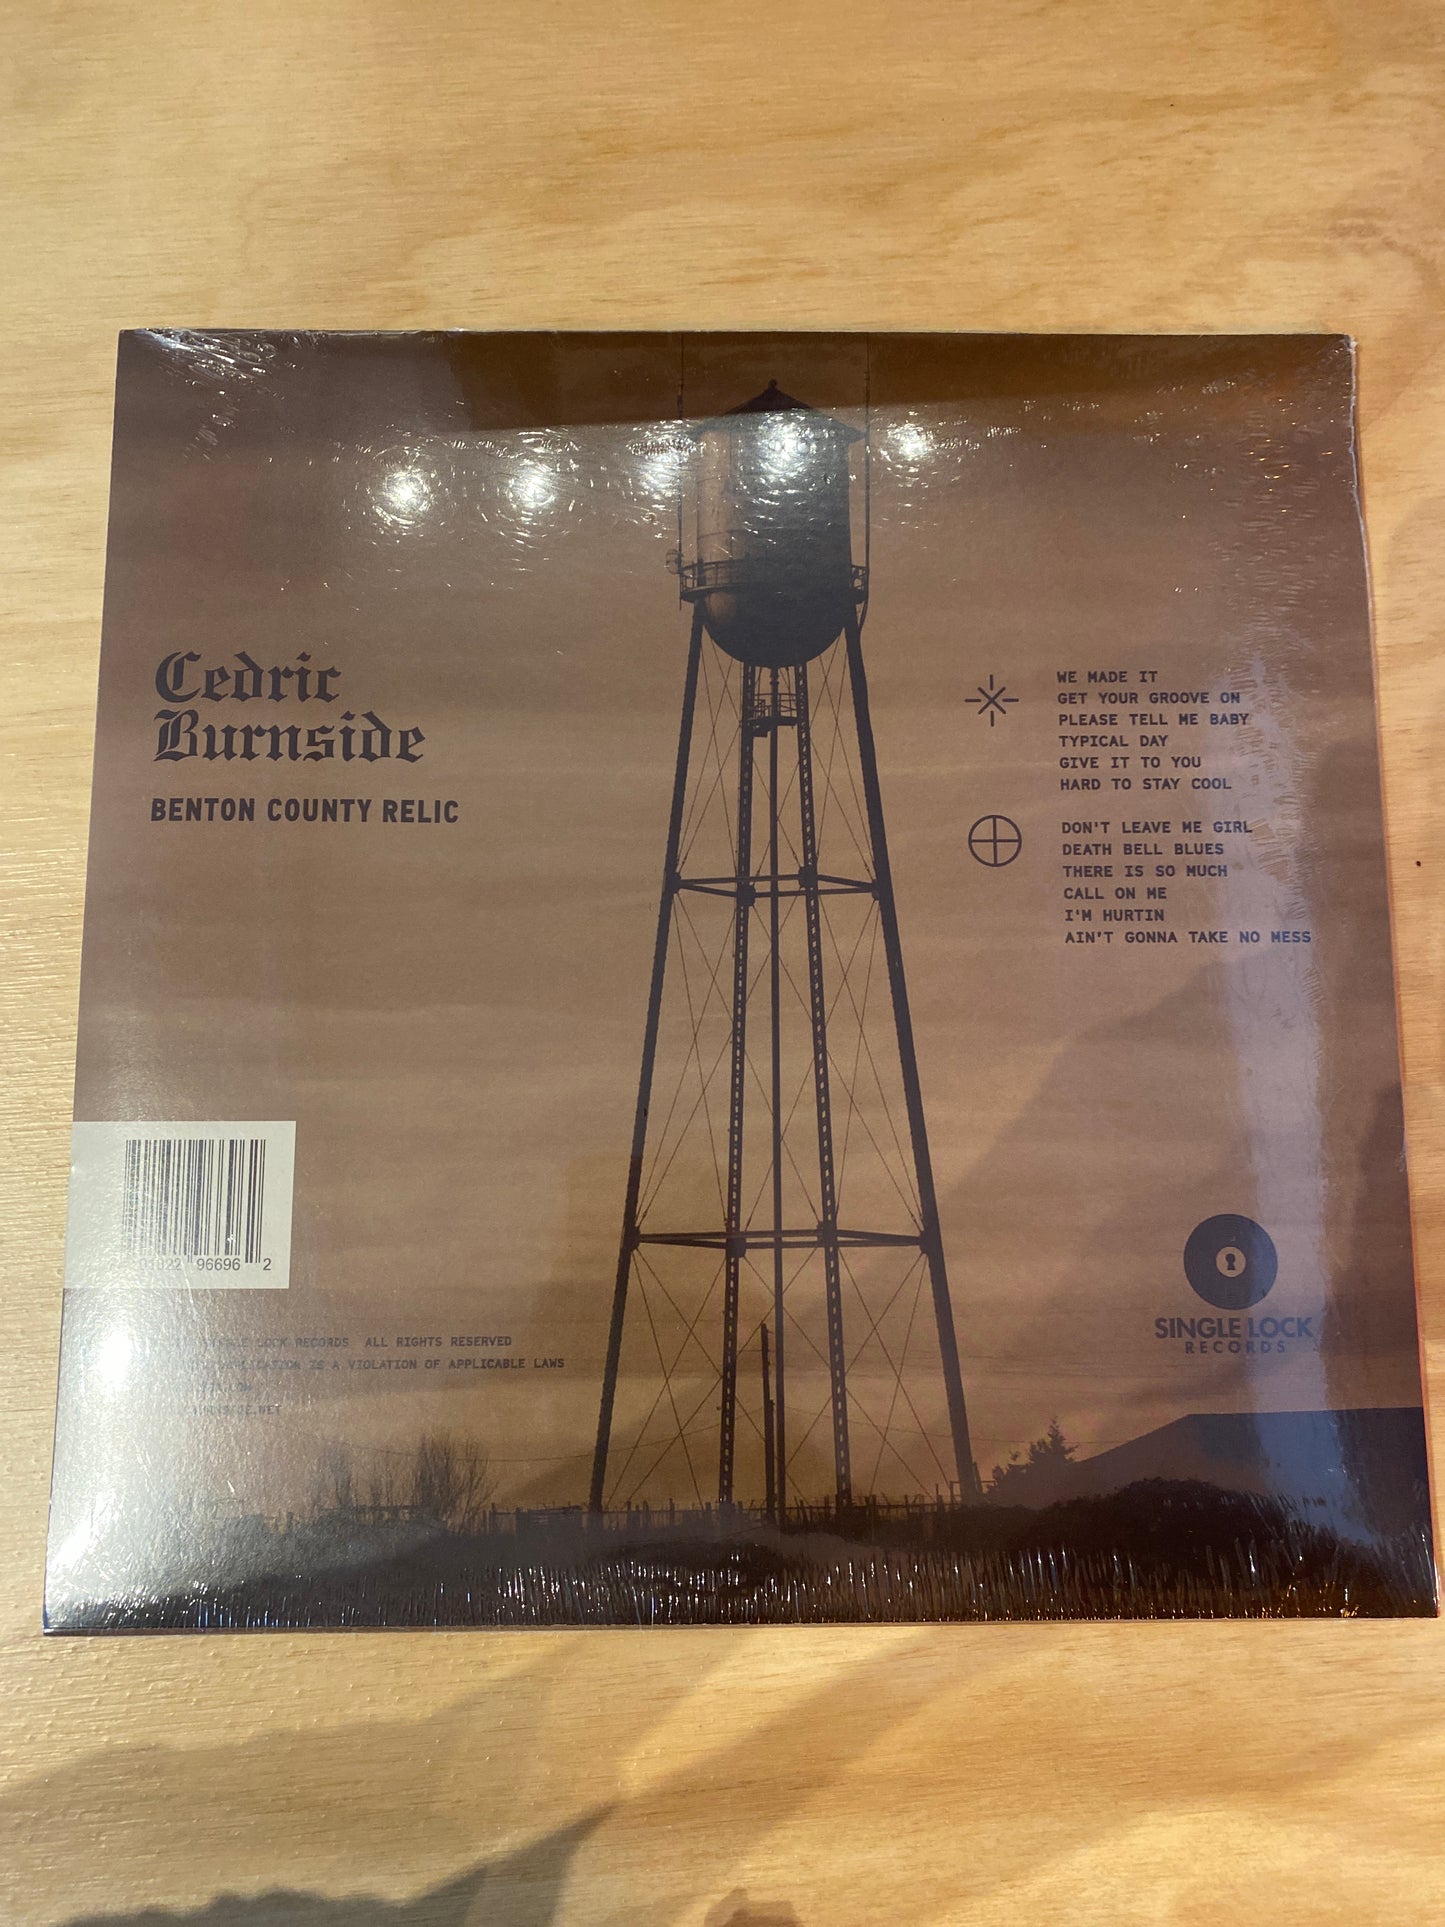 Cedric
Burnside
BENTON COUNTY RELIC
WE MADE IT
GET YOUR GROOVE ON
PLEASE TELL ME BABY
TYPICAL DAY
GIVE IT TO YOU
HARD TO STAY COOL
DON'T LEAVE ME GIRL
DEATH BELL BLUES
THERE IS SO MUCH
CALL ON ME
I'M HURTIN
AIN'T GONNA TAKE NO MESS
96696 2
LOCK RECORDS ALL RIGHTS RESERVED
IS A VIOLATION OF APPLICABLE LAWS
SINGLE LOCK
RECORDS